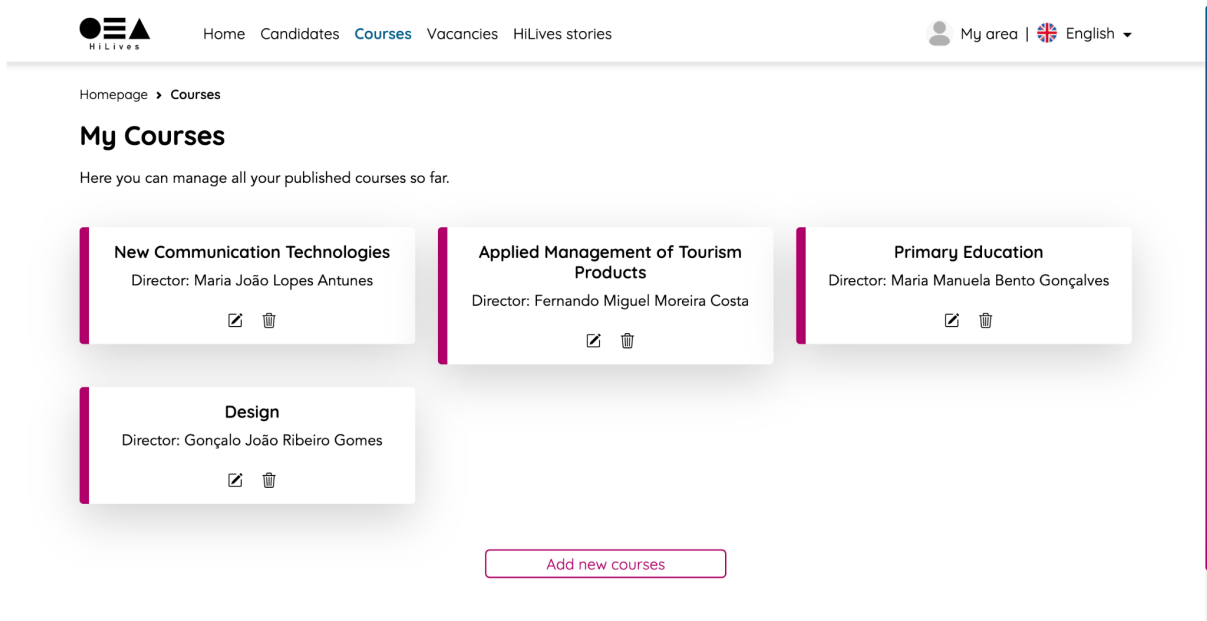 HiLives
Home Candidates Courses Vacancies HiLives stories
My area | English
Homepage > Courses
My Courses
Here you can manage all your published courses so far.
New Communication Technologies
Director: Maria João Lopes Antunes
Applied Management of Tourism
Products
Director: Fernando Miguel Moreira Costa
Primary Education
Director: Maria Manuela Bento Gonçalves
Design
Director: Gonçalo João Ribeiro Gomes
Add new courses